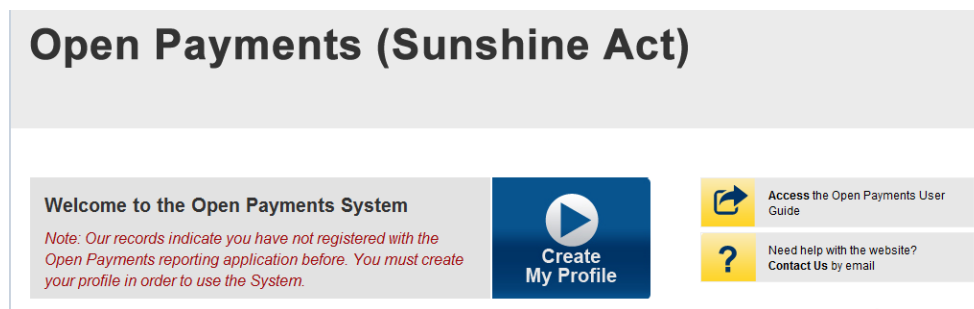 Open Payments (Sunshine Act)
Welcome to the Open Payments System
Note: Our records indicate you have not registered with the
Open Payments reporting application before. You must create
your profile in order to use the System.
Create
My Profile
Access the Open Payments User
Guide
Need help with the website?
Contact Us by email